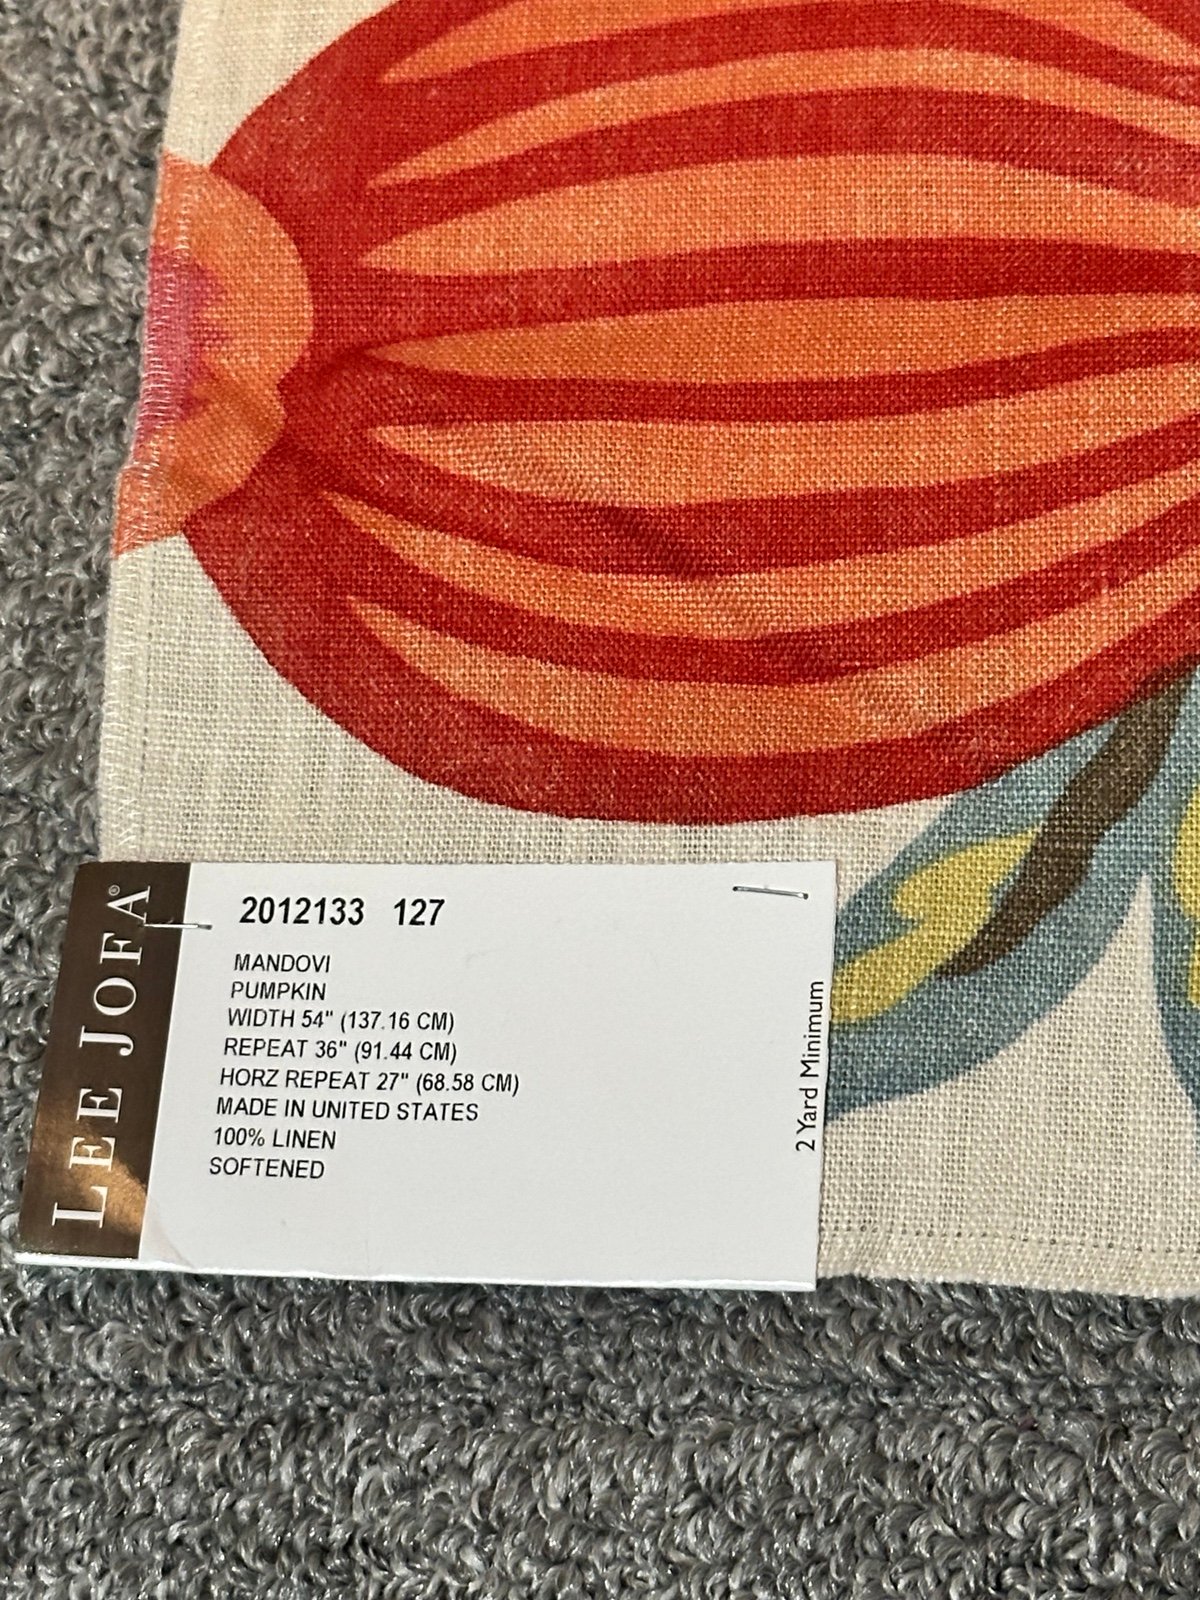 LEE JOFA®
2012133 127
MANDOVI
PUMPKIN
WIDTH 54" (137.16 CM)
REPEAT 36" (91.44 CM)
HORZ REPEAT 27" (68.58 CM)
MADE IN UNITED STATES
100% LINEN
SOFTENED
2 Yard Minimum